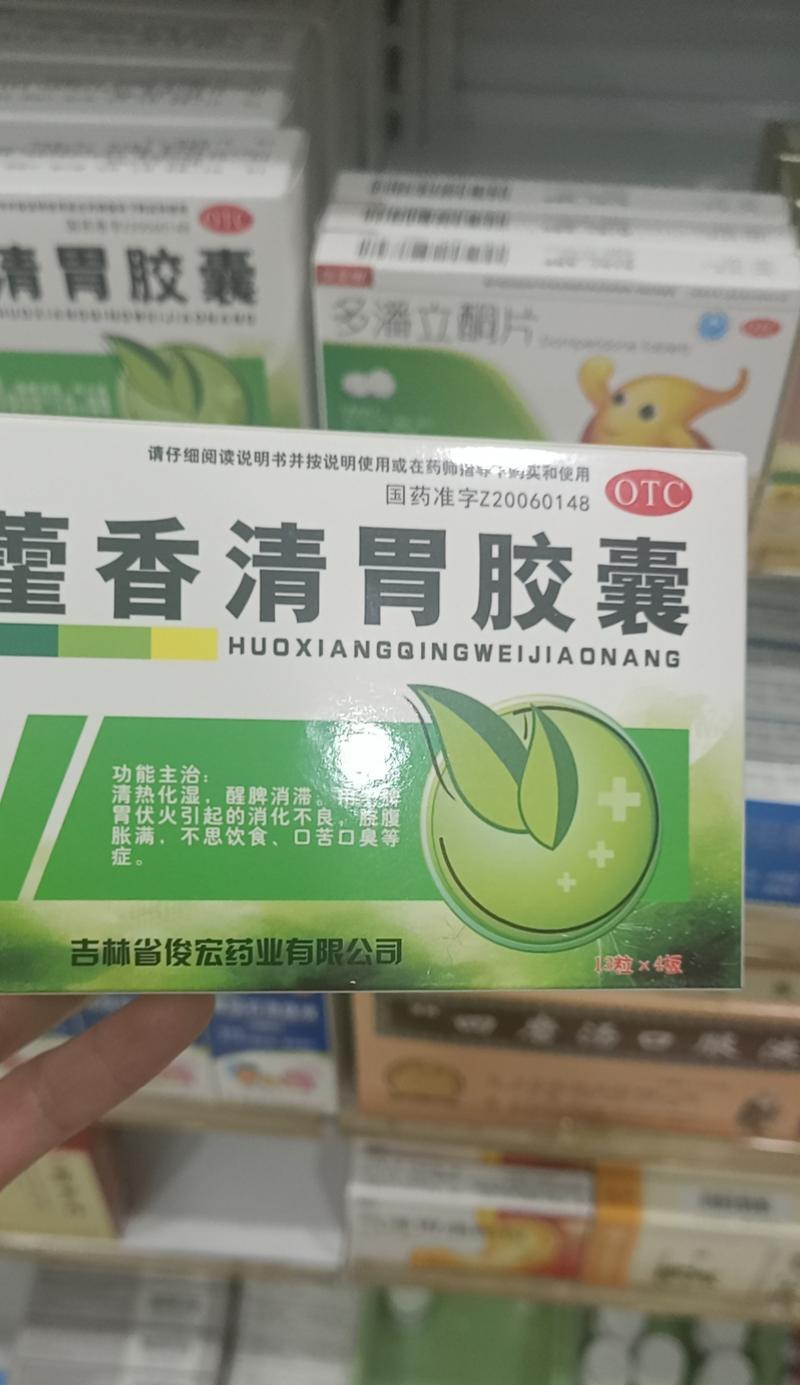 OTC
清胃胶囊
多潘立酮片
请仔细阅读说明书并按说明使用或在药师指导下购买和使用
国药准字Z20060148
OTC
藿香清胃胶囊
HUOXIANGQINGWEIJIAONANG
功能主治：
清热化湿，醒脾消滞。用于脾
胃伏火引起的消化不良，脘腹
胀满，不思饮食、口苦口臭等
症。
吉林省俊宏药业有限公司
粒×4板